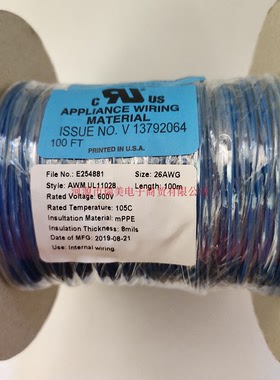 C US
APPLIANCE WIRING
MATERIAL
ISSUE NO. V 13792064
100 FT
PRINTED IN U.S.A.
File No.: E254881 Size: 26AWG
Style: AWM UL11028 Length: 100m
Rated Voltage: 600V
Rated Temperature: 105C
Insultation Material: mPPE
Insulation Thickness: 8mils
Date of MFG: 2019-08-21
Use: Internal wiring.